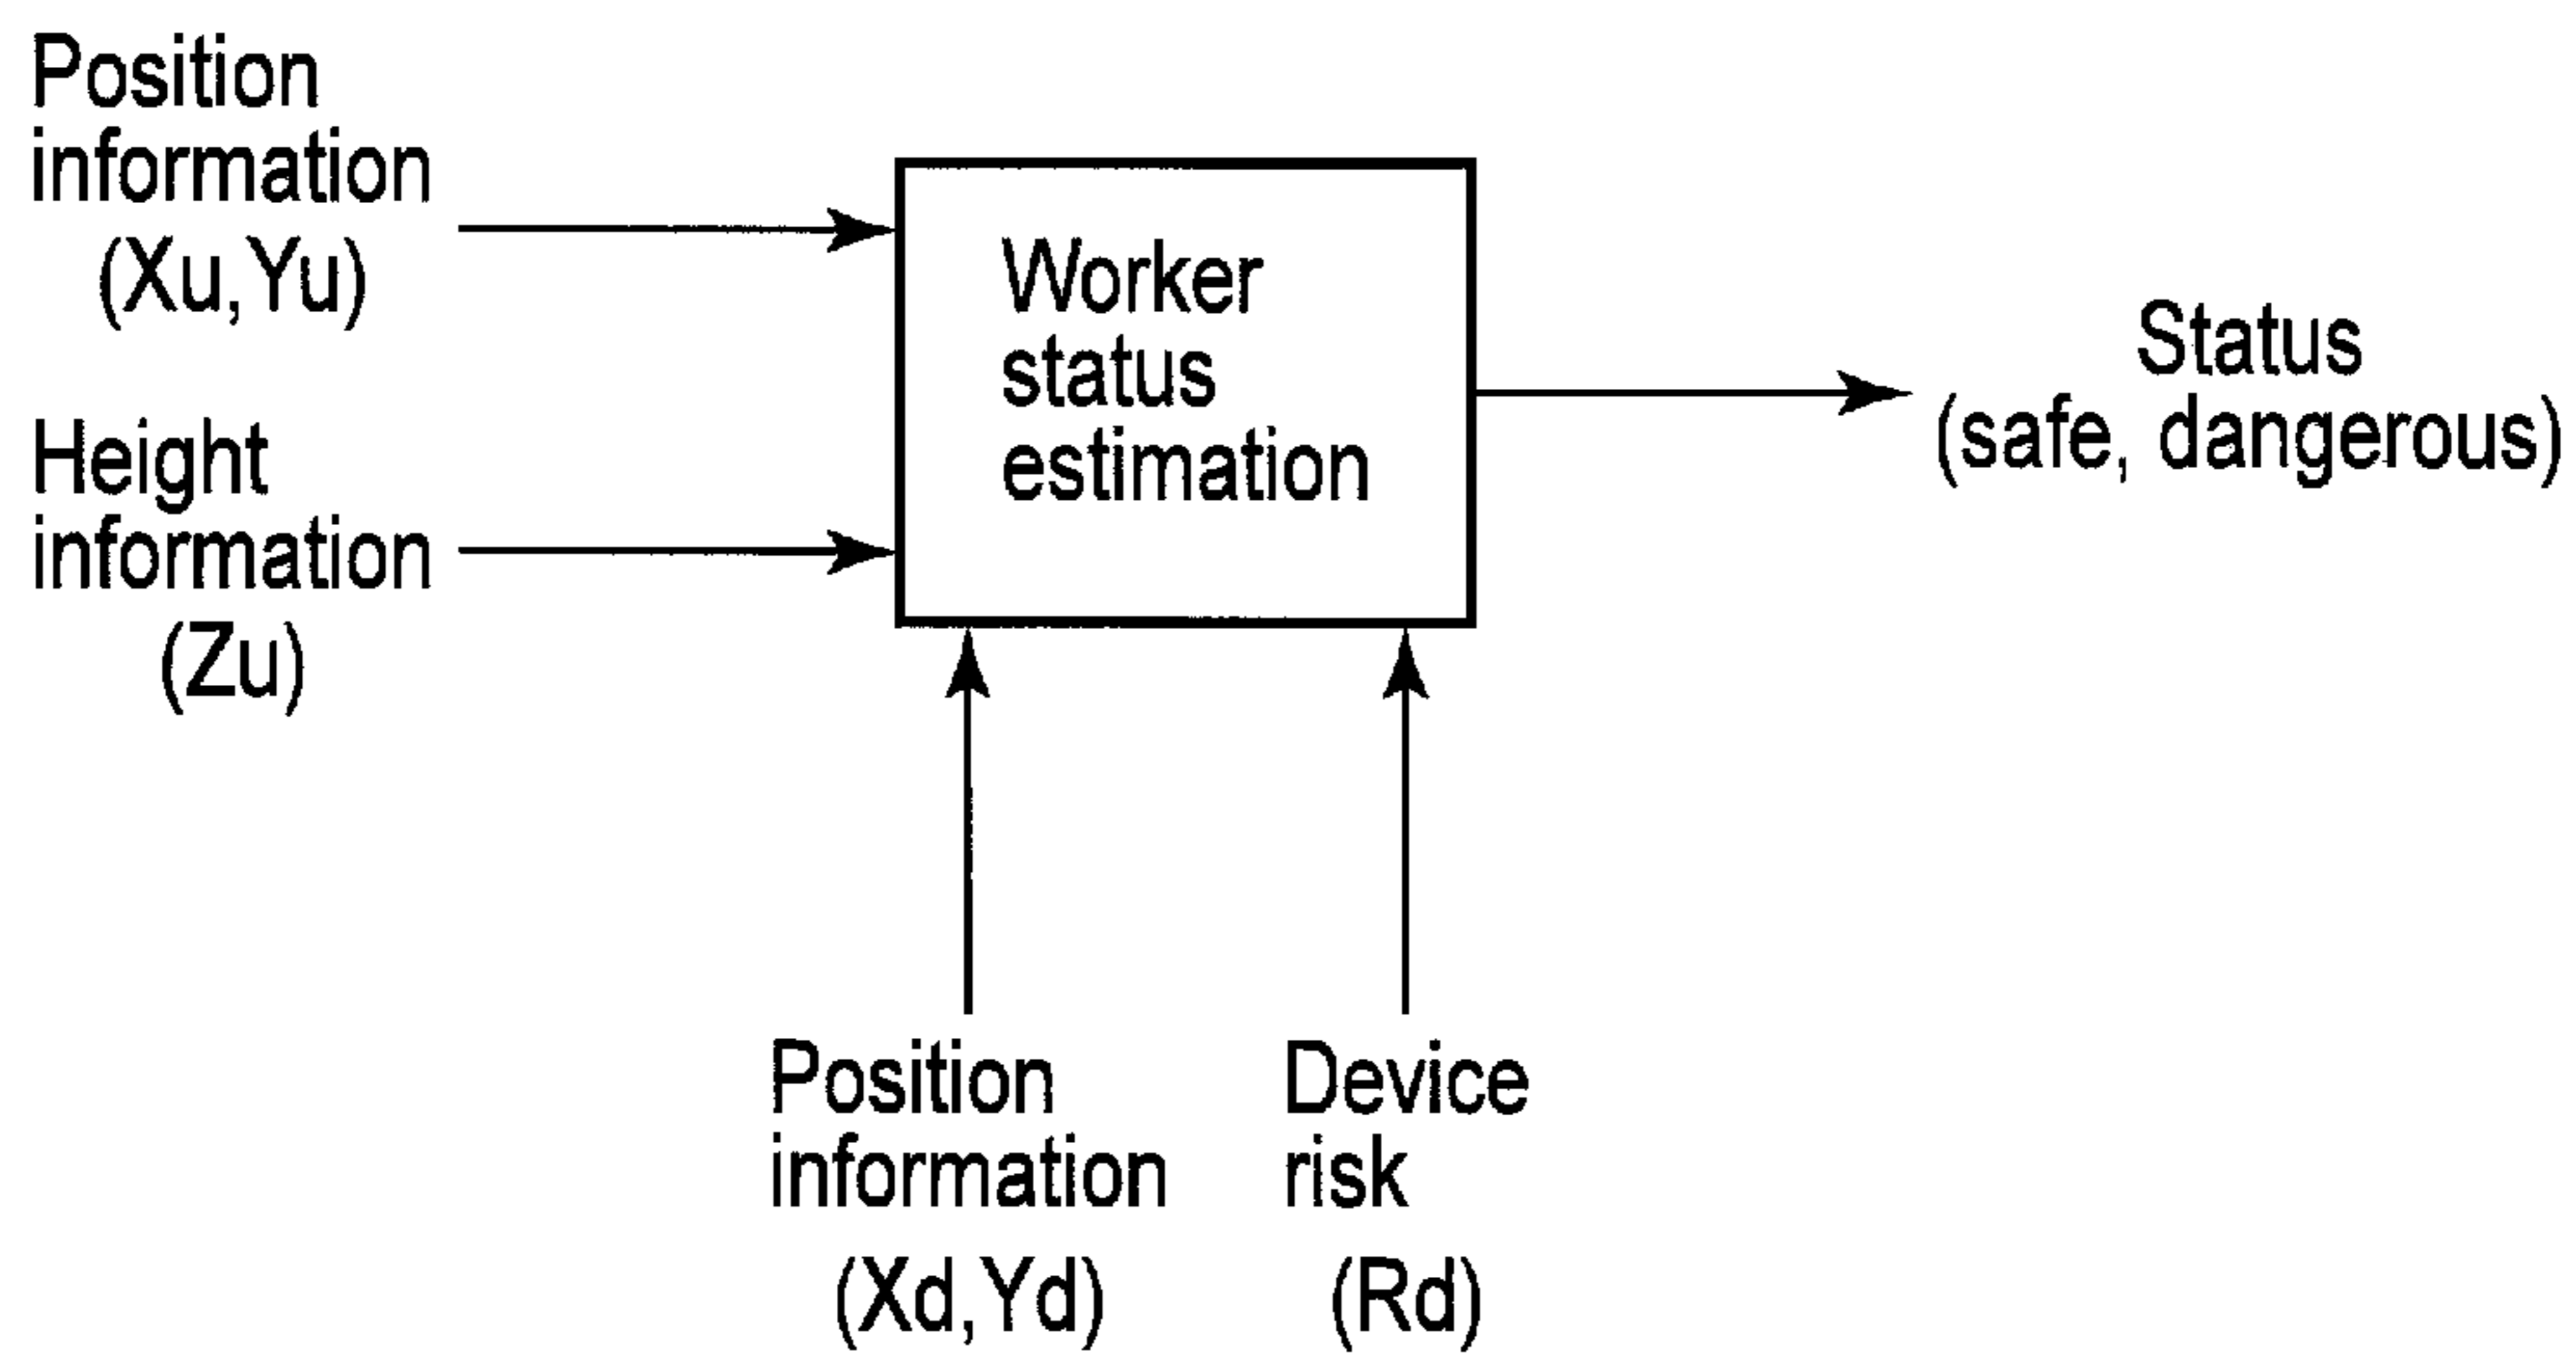 Position
information
(Xu,Yu)
Height
information
(Zu)
Worker
status
estimation
Status
(safe, dangerous)
Position
information
(Xd,Yd)
Device
risk
(Rd)